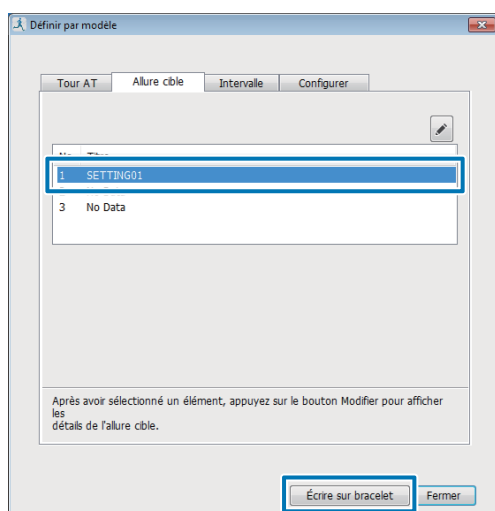 Définir par modèle
Tour AT Allure cible Intervalle Configurer
1 SETTING01
3 No Data
Après avoir sélectionné un élément, appuyez sur le bouton Modifier pour afficher
les
détails de l'allure cible.
Écrire sur bracelet Fermer